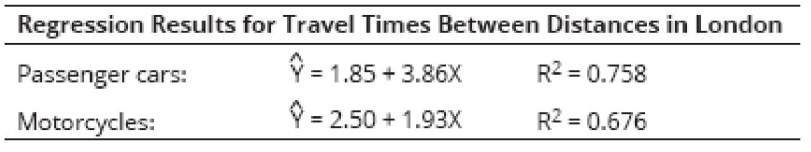 Regression Results for Travel Times Between Distances in London
Passenger cars: Ŷ = 1.85 + 3.86X R² = 0.758
Motorcycles: Ŷ = 2.50 + 1.93X R² = 0.676